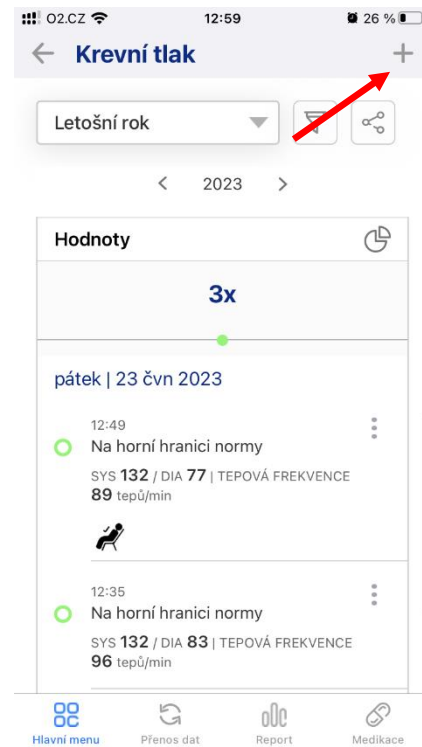 O2.CZ 12:59 26 %
Krevní tlak
Letošní rok
2023
Hodnoty
3x
pátek | 23 čvn 2023
12:49
Na horní hranici normy
SYS 132 / DIA 77 | TEPOVÁ FREKVENCE
89 tepů/min
12:35
Na horní hranici normy
SYS 132 / DIA 83 | TEPOVÁ FREKVENCE
96 tepů/min
Hlavní menu Přenos dat Report Medikace